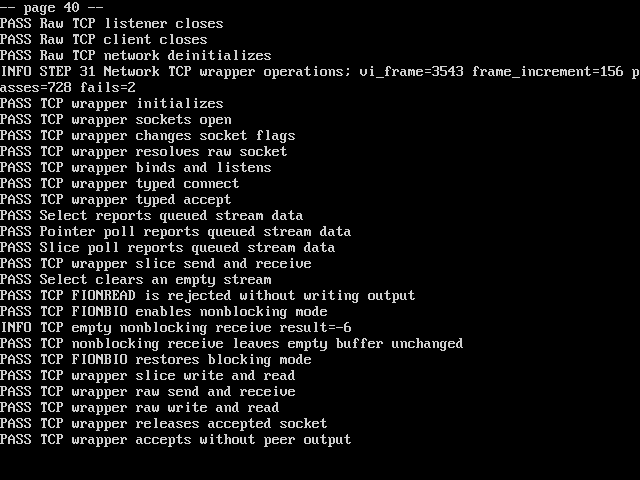 -- page 40 --
PASS Raw TCP listener closes
PASS Raw TCP client closes
PASS Raw TCP network deinitializes
INFO STEP 31 Network TCP wrapper operations; vi_frame=3543 frame_increment=156 p
asses=728 fails=2
PASS TCP wrapper initializes
PASS TCP wrapper sockets open
PASS TCP wrapper changes socket flags
PASS TCP wrapper resolves raw socket
PASS TCP wrapper binds and listens
PASS TCP wrapper typed connect
PASS TCP wrapper typed accept
PASS Select reports queued stream data
PASS Pointer poll reports queued stream data
PASS Slice poll reports queued stream data
PASS TCP wrapper slice send and receive
PASS Select clears an empty stream
PASS TCP FIONREAD is rejected without writing output
PASS TCP FIONBIO enables nonblocking mode
INFO TCP empty nonblocking receive result=-6
PASS TCP nonblocking receive leaves empty buffer unchanged
PASS TCP FIONBIO restores blocking mode
PASS TCP wrapper slice write and read
PASS TCP wrapper raw send and receive
PASS TCP wrapper raw write and read
PASS TCP wrapper releases accepted socket
PASS TCP wrapper accepts without peer output